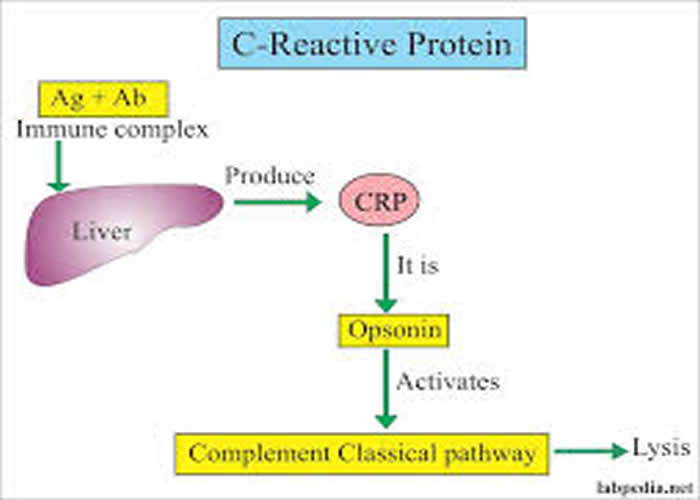 C-Reactive Protein
Ag + Ab
Immune complex
Produce
CRP
Liver
It is
Opsonin
Activates
Complement Classical pathway
Lysis
labpedia.net